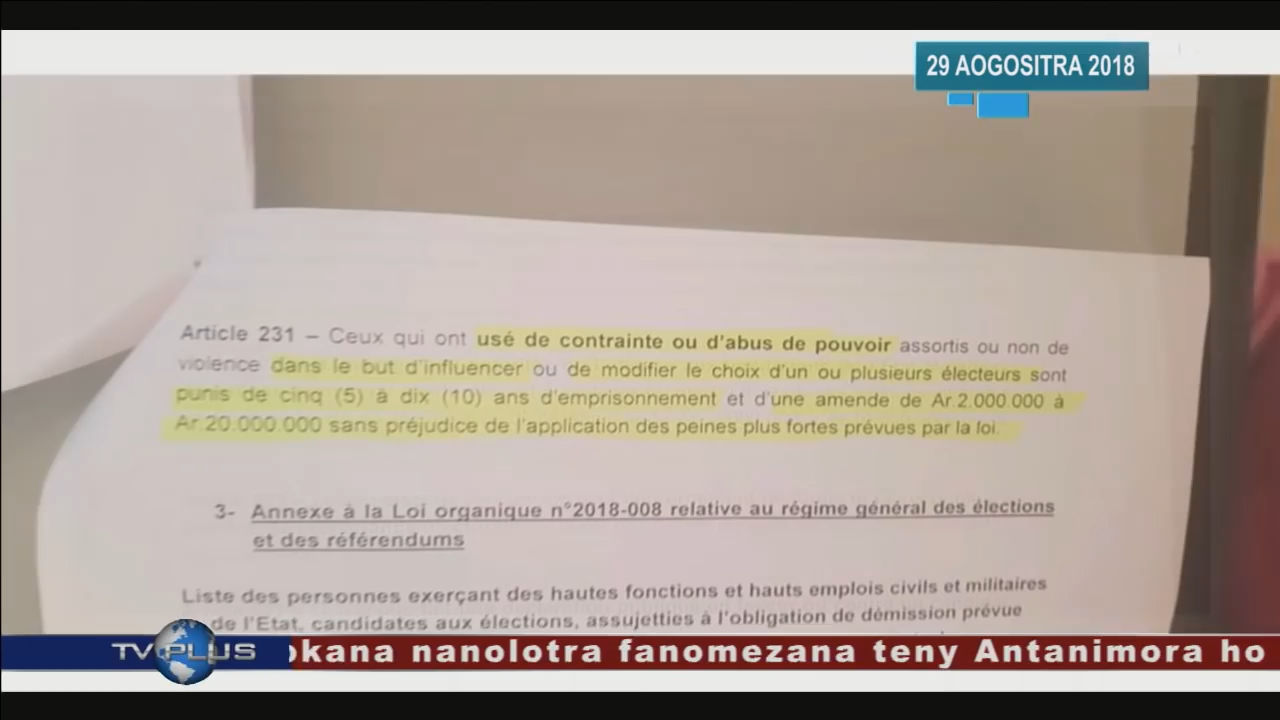 29 AOGOSITRA 2018
Article 231 – Ceux qui ont usé de contrainte ou d'abus de pouvoir assortis ou non de
violence dans le but d'influencer ou de modifier le choix d'un ou plusieurs électeurs sont
punis de cinq (5) à dix (10) ans d'emprisonnement et d'une amende de Ar.2.000.000 à
Ar.20.000.000 sans préjudice de l'application des peines plus fortes prévues par la loi.
3- Annexe à la Loi organique n°2018-008 relative au régime général des élections
et des référendums
Liste des personnes exerçant des hautes fonctions et hauts emplois civils et militaires
de l'Etat, candidates aux élections, assujetties à l'obligation de démission prévue
TV PLUS
okana nanolotra fanomezana teny Antanimora ho